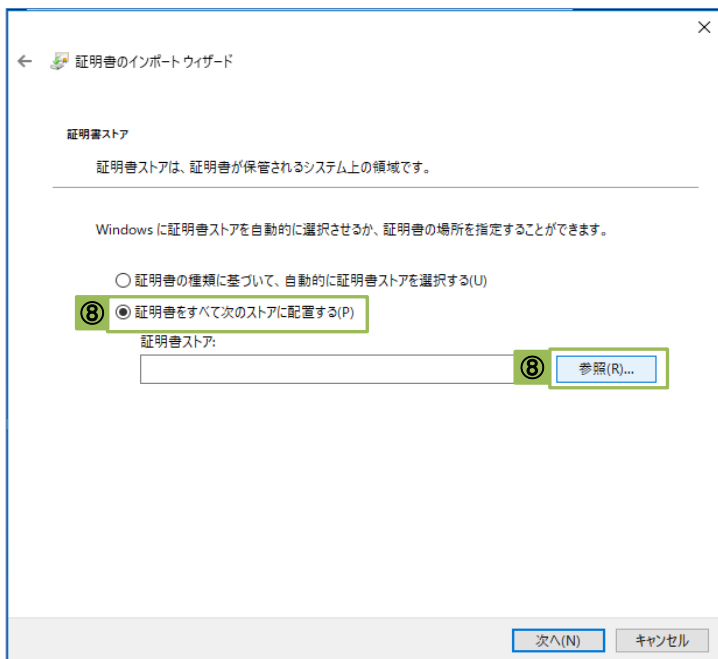 証明書のインポート ウィザード
証明書ストア
証明書ストアは、証明書が保管されるシステム上の領域です。
Windows に証明書ストアを自動的に選択させるか、証明書の場所を指定することができます。
証明書の種類に基づいて、自動的に証明書ストアを選択する(U)
⑧ 証明書をすべて次のストアに配置する(P)
証明書ストア:
⑧ 参照(R)...
次へ(N) キャンセル